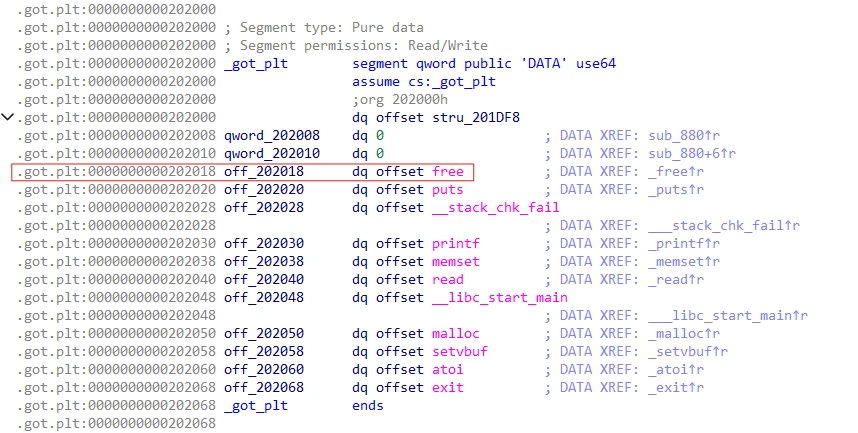 .got.plt:0000000000202000
.got.plt:0000000000202000 ; Segment type: Pure data
.got.plt:0000000000202000 ; Segment permissions: Read/Write
.got.plt:0000000000202000 _got_plt segment qword public 'DATA' use64
.got.plt:0000000000202000 assume cs:_got_plt
.got.plt:0000000000202000 ;org 202000h
.got.plt:0000000000202000 dq offset stru_201DF8
.got.plt:0000000000202008 qword_202008 dq 0 ; DATA XREF: sub_880↑r
.got.plt:0000000000202010 qword_202010 dq 0 ; DATA XREF: sub_880+6↑r
.got.plt:0000000000202018 off_202018 dq offset free ; DATA XREF: _free↑r
.got.plt:0000000000202020 off_202020 dq offset puts ; DATA XREF: _puts↑r
.got.plt:0000000000202028 off_202028 dq offset __stack_chk_fail
.got.plt:0000000000202028 ; DATA XREF: ___stack_chk_fail↑r
.got.plt:0000000000202030 off_202030 dq offset printf ; DATA XREF: _printf↑r
.got.plt:0000000000202038 off_202038 dq offset memset ; DATA XREF: _memset↑r
.got.plt:0000000000202040 off_202040 dq offset read ; DATA XREF: _read↑r
.got.plt:0000000000202048 off_202048 dq offset __libc_start_main
.got.plt:0000000000202048 ; DATA XREF: ___libc_start_main↑r
.got.plt:0000000000202050 off_202050 dq offset malloc ; DATA XREF: _malloc↑r
.got.plt:0000000000202058 off_202058 dq offset setvbuf ; DATA XREF: _setvbuf↑r
.got.plt:0000000000202060 off_202060 dq offset atoi ; DATA XREF: _atoi↑r
.got.plt:0000000000202068 off_202068 dq offset exit ; DATA XREF: _exit↑r
.got.plt:0000000000202068 _got_plt ends
.got.plt:0000000000202068